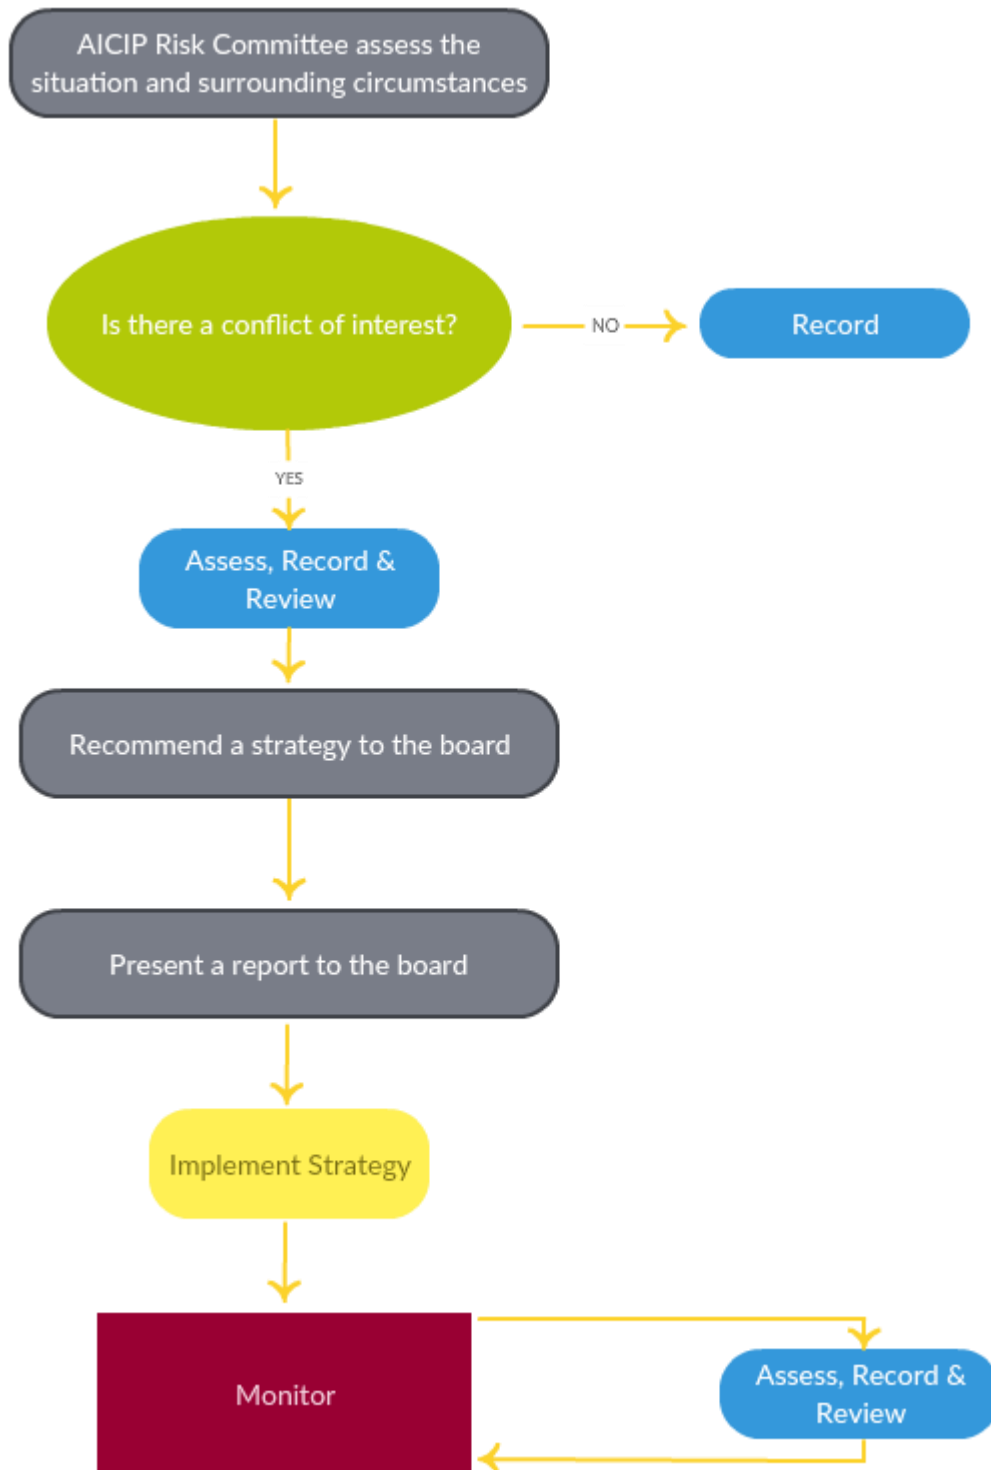 AICIP Risk Committee assess the
situation and surrounding circumstances
Is there a conflict of interest?
NO
Record
YES
Assess, Record &
Review
Recommend a strategy to the board
Present a report to the board
Implement Strategy
Monitor
Assess, Record &
Review